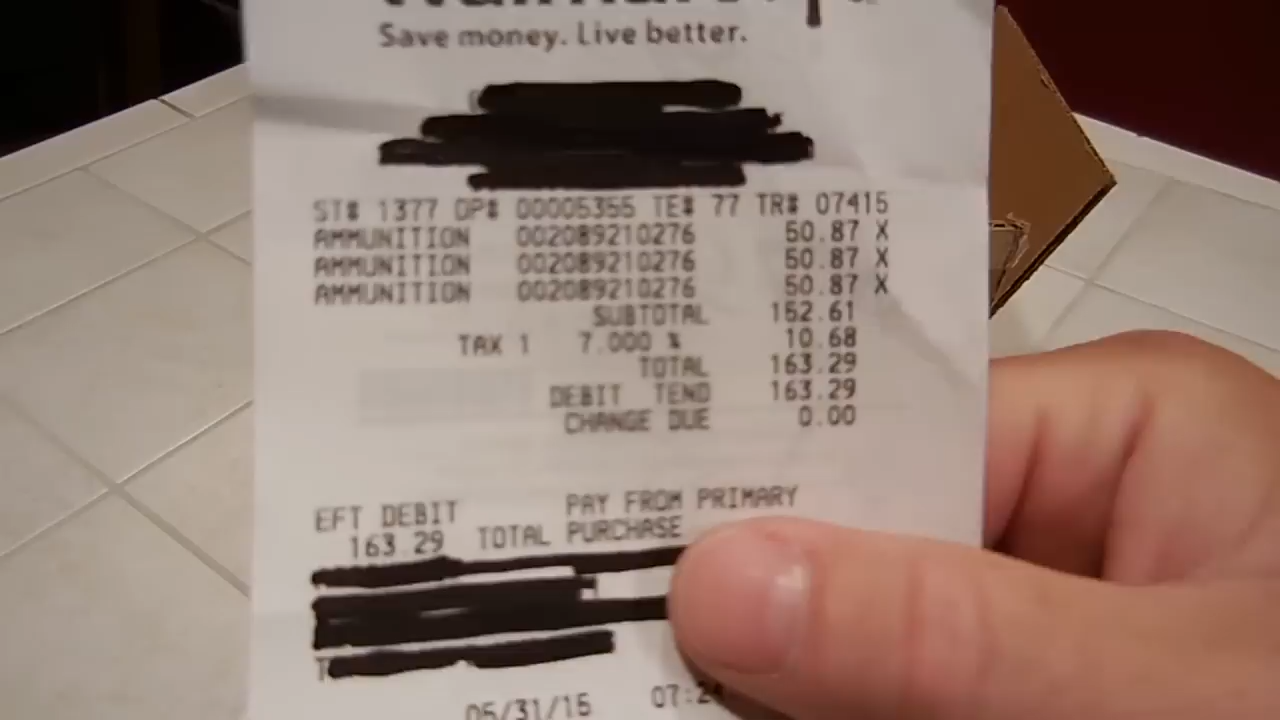 Save money. Live better.
ST# 1377 OP# 00005355 TE# 77 TR# 07415
AMMUNITION 002089210276 50.87 X
AMMUNITION 002089210276 50.87 X
AMMUNITION 002089210276 50.87 X
SUBTOTAL 152.61
TAX 1 7.000 % 10.68
TOTAL 163.29
DEBIT TEND 163.29
CHANGE DUE 0.00
EFT DEBIT PAY FROM PRIMARY
163.29 TOTAL PURCHASE
05/31/15 07:24